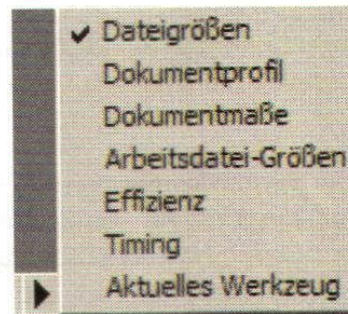 Dateigrößen
Dokumentprofil
Dokumentmaße
Arbeitsdatei-Größen
Effizienz
Timing
Aktuelles Werkzeug